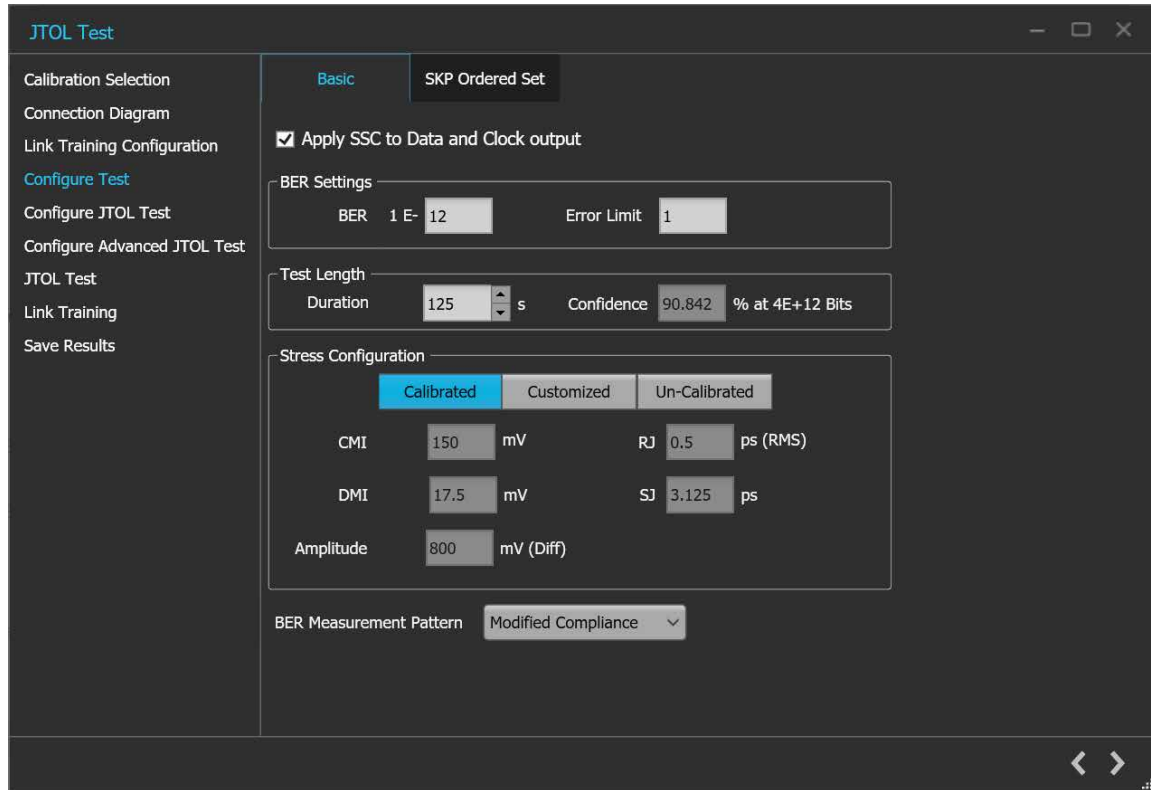 JTOL Test
Calibration Selection
Connection Diagram
Link Training Configuration
Configure Test
Configure JTOL Test
Configure Advanced JTOL Test
JTOL Test
Link Training
Save Results
Basic SKP Ordered Set
Apply SSC to Data and Clock output
BER Settings
BER 1 E- 12 Error Limit 1
Test Length
Duration 125 s Confidence 90.842 % at 4E+12 Bits
Stress Configuration
Calibrated Customized Un-Calibrated
CMI 150 mV RJ 0.5 ps (RMS)
DMI 17.5 mV SJ 3.125 ps
Amplitude 800 mV (Diff)
BER Measurement Pattern Modified Compliance